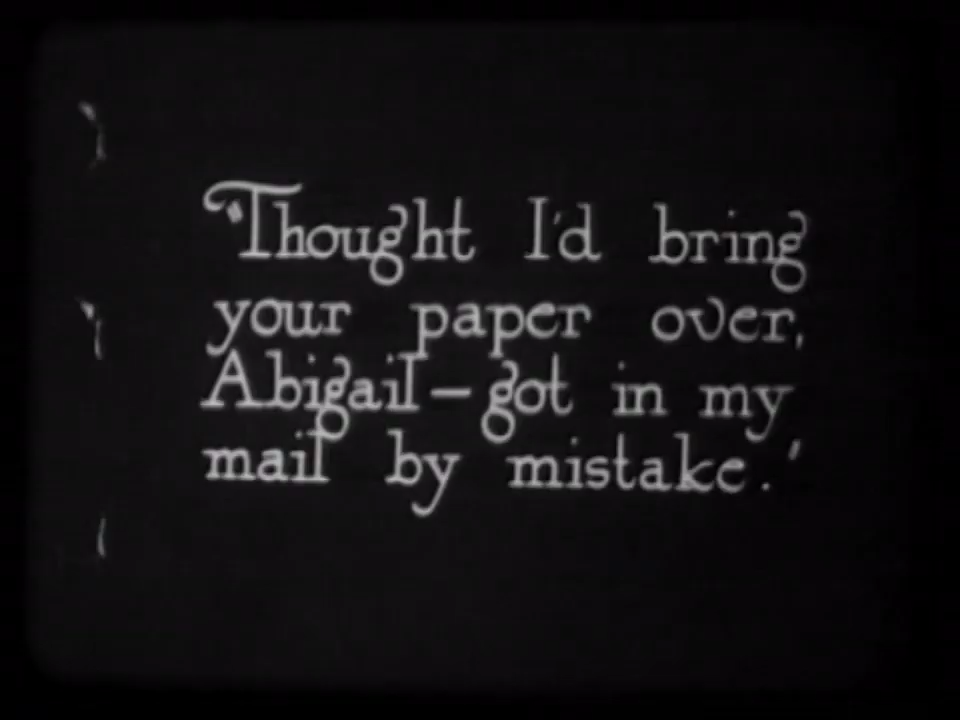 "Thought I'd bring
your paper over,
Abigail — got in my
mail by mistake."